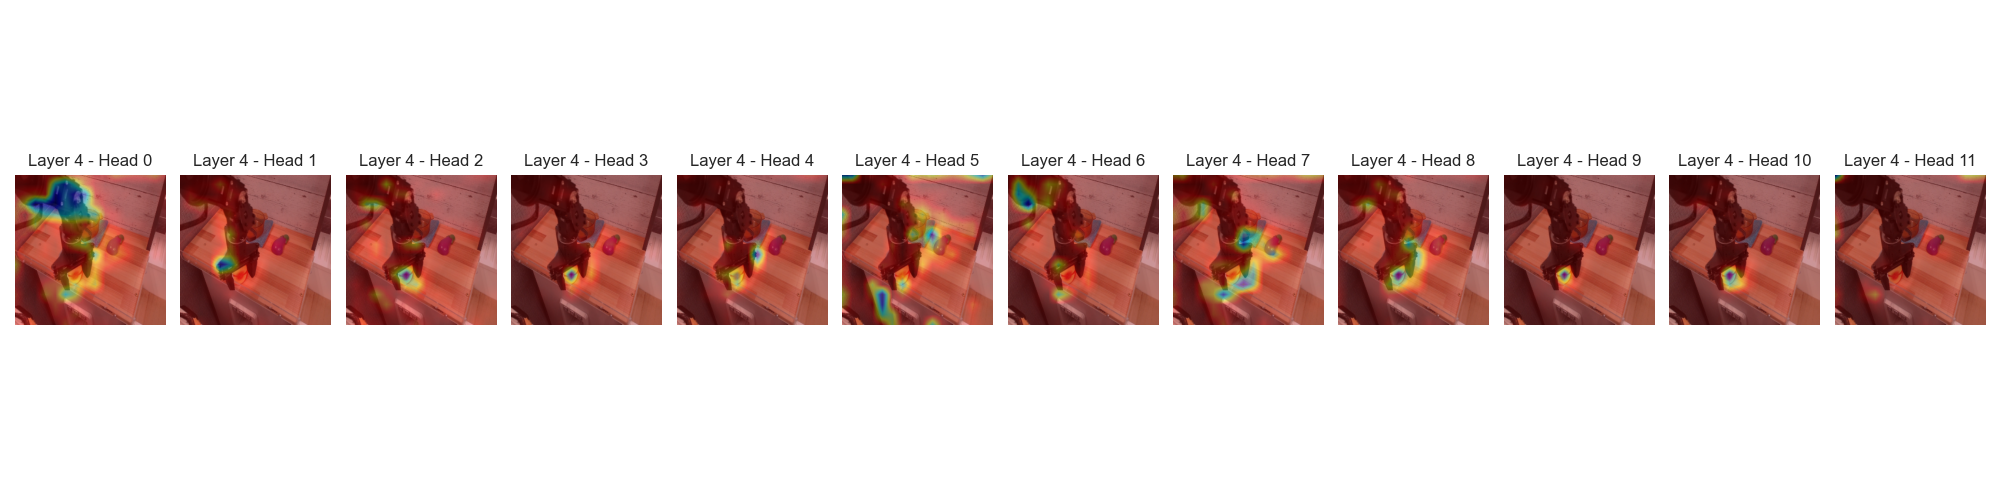 Layer 4 - Head 0
Layer 4 - Head 1
Layer 4 - Head 2
Layer 4 - Head 3
Layer 4 - Head 4
Layer 4 - Head 5
Layer 4 - Head 6
Layer 4 - Head 7
Layer 4 - Head 8
Layer 4 - Head 9
Layer 4 - Head 10
Layer 4 - Head 11